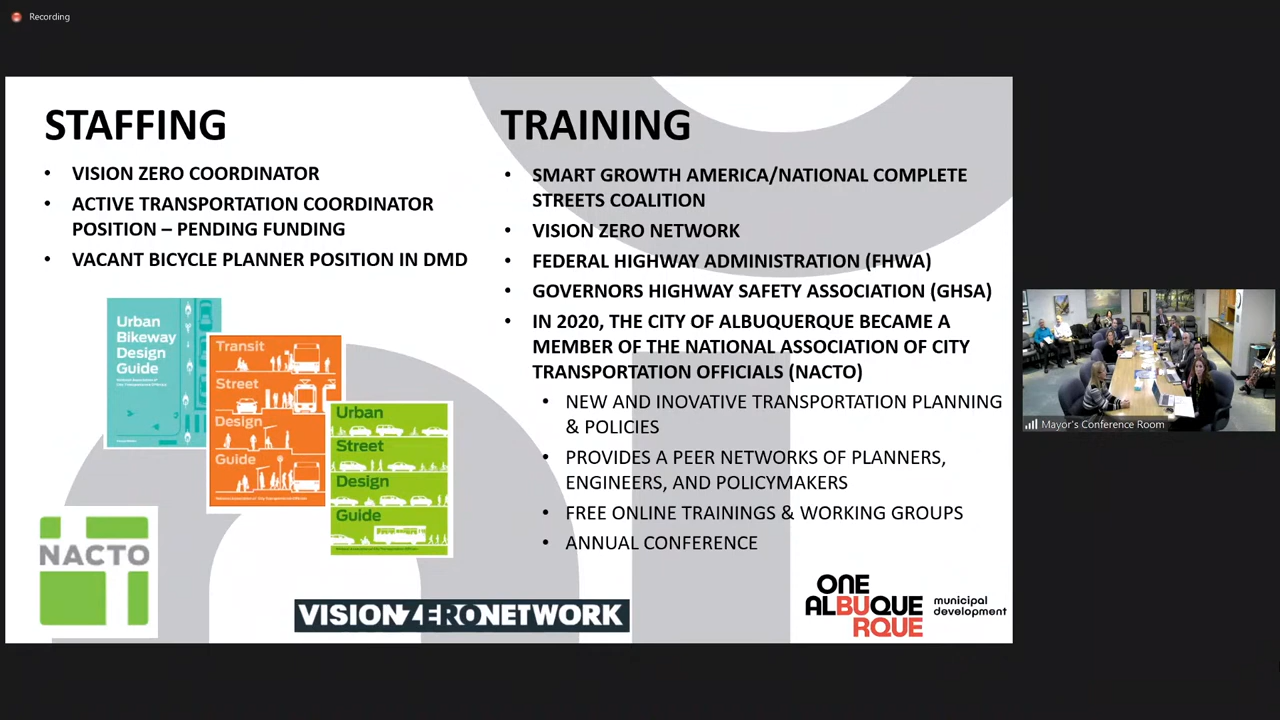 Recording
STAFFING
• VISION ZERO COORDINATOR
• ACTIVE TRANSPORTATION COORDINATOR
POSITION – PENDING FUNDING
• VACANT BICYCLE PLANNER POSITION IN DMD
Urban
Bikeway
Design
Guide
Transit
Street
Design
Guide
Urban
Street
Design
Guide
NACTO
VISION ZERO NETWORK
TRAINING
• SMART GROWTH AMERICA/NATIONAL COMPLETE
STREETS COALITION
• VISION ZERO NETWORK
• FEDERAL HIGHWAY ADMINISTRATION (FHWA)
• GOVERNORS HIGHWAY SAFETY ASSOCIATION (GHSA)
• IN 2020, THE CITY OF ALBUQUERQUE BECAME A
MEMBER OF THE NATIONAL ASSOCIATION OF CITY
TRANSPORTATION OFFICIALS (NACTO)
• NEW AND INOVATIVE TRANSPORTATION PLANNING
& POLICIES
• PROVIDES A PEER NETWORKS OF PLANNERS,
ENGINEERS, AND POLICYMAKERS
• FREE ONLINE TRAININGS & WORKING GROUPS
• ANNUAL CONFERENCE
ONE
ALBUQUE
RQUE
municipal
development
Mayor's Conference Room